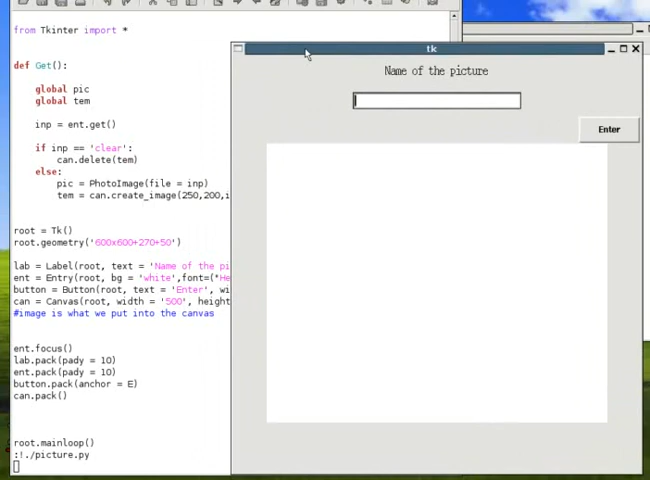 from Tkinter import *
def Get():
global pic
global tem
inp = ent.get()
if inp == 'clear':
can.delete(tem)
else:
pic = PhotoImage(file = inp)
tem = can.create_image(250,200,i
root = Tk()
root.geometry('600x600+270+50')
lab = Label(root, text = 'Name of the pi
ent = Entry(root, bg = 'white',font=("He
button = Button(root, text = 'Enter', wi
can = Canvas(root, width = '500', height
#image is what we put into the canvas
ent.focus()
lab.pack(pady = 10)
ent.pack(pady = 10)
button.pack(anchor = E)
can.pack()
root.mainloop()
:!./picture.py
tk
Name of the picture
Enter